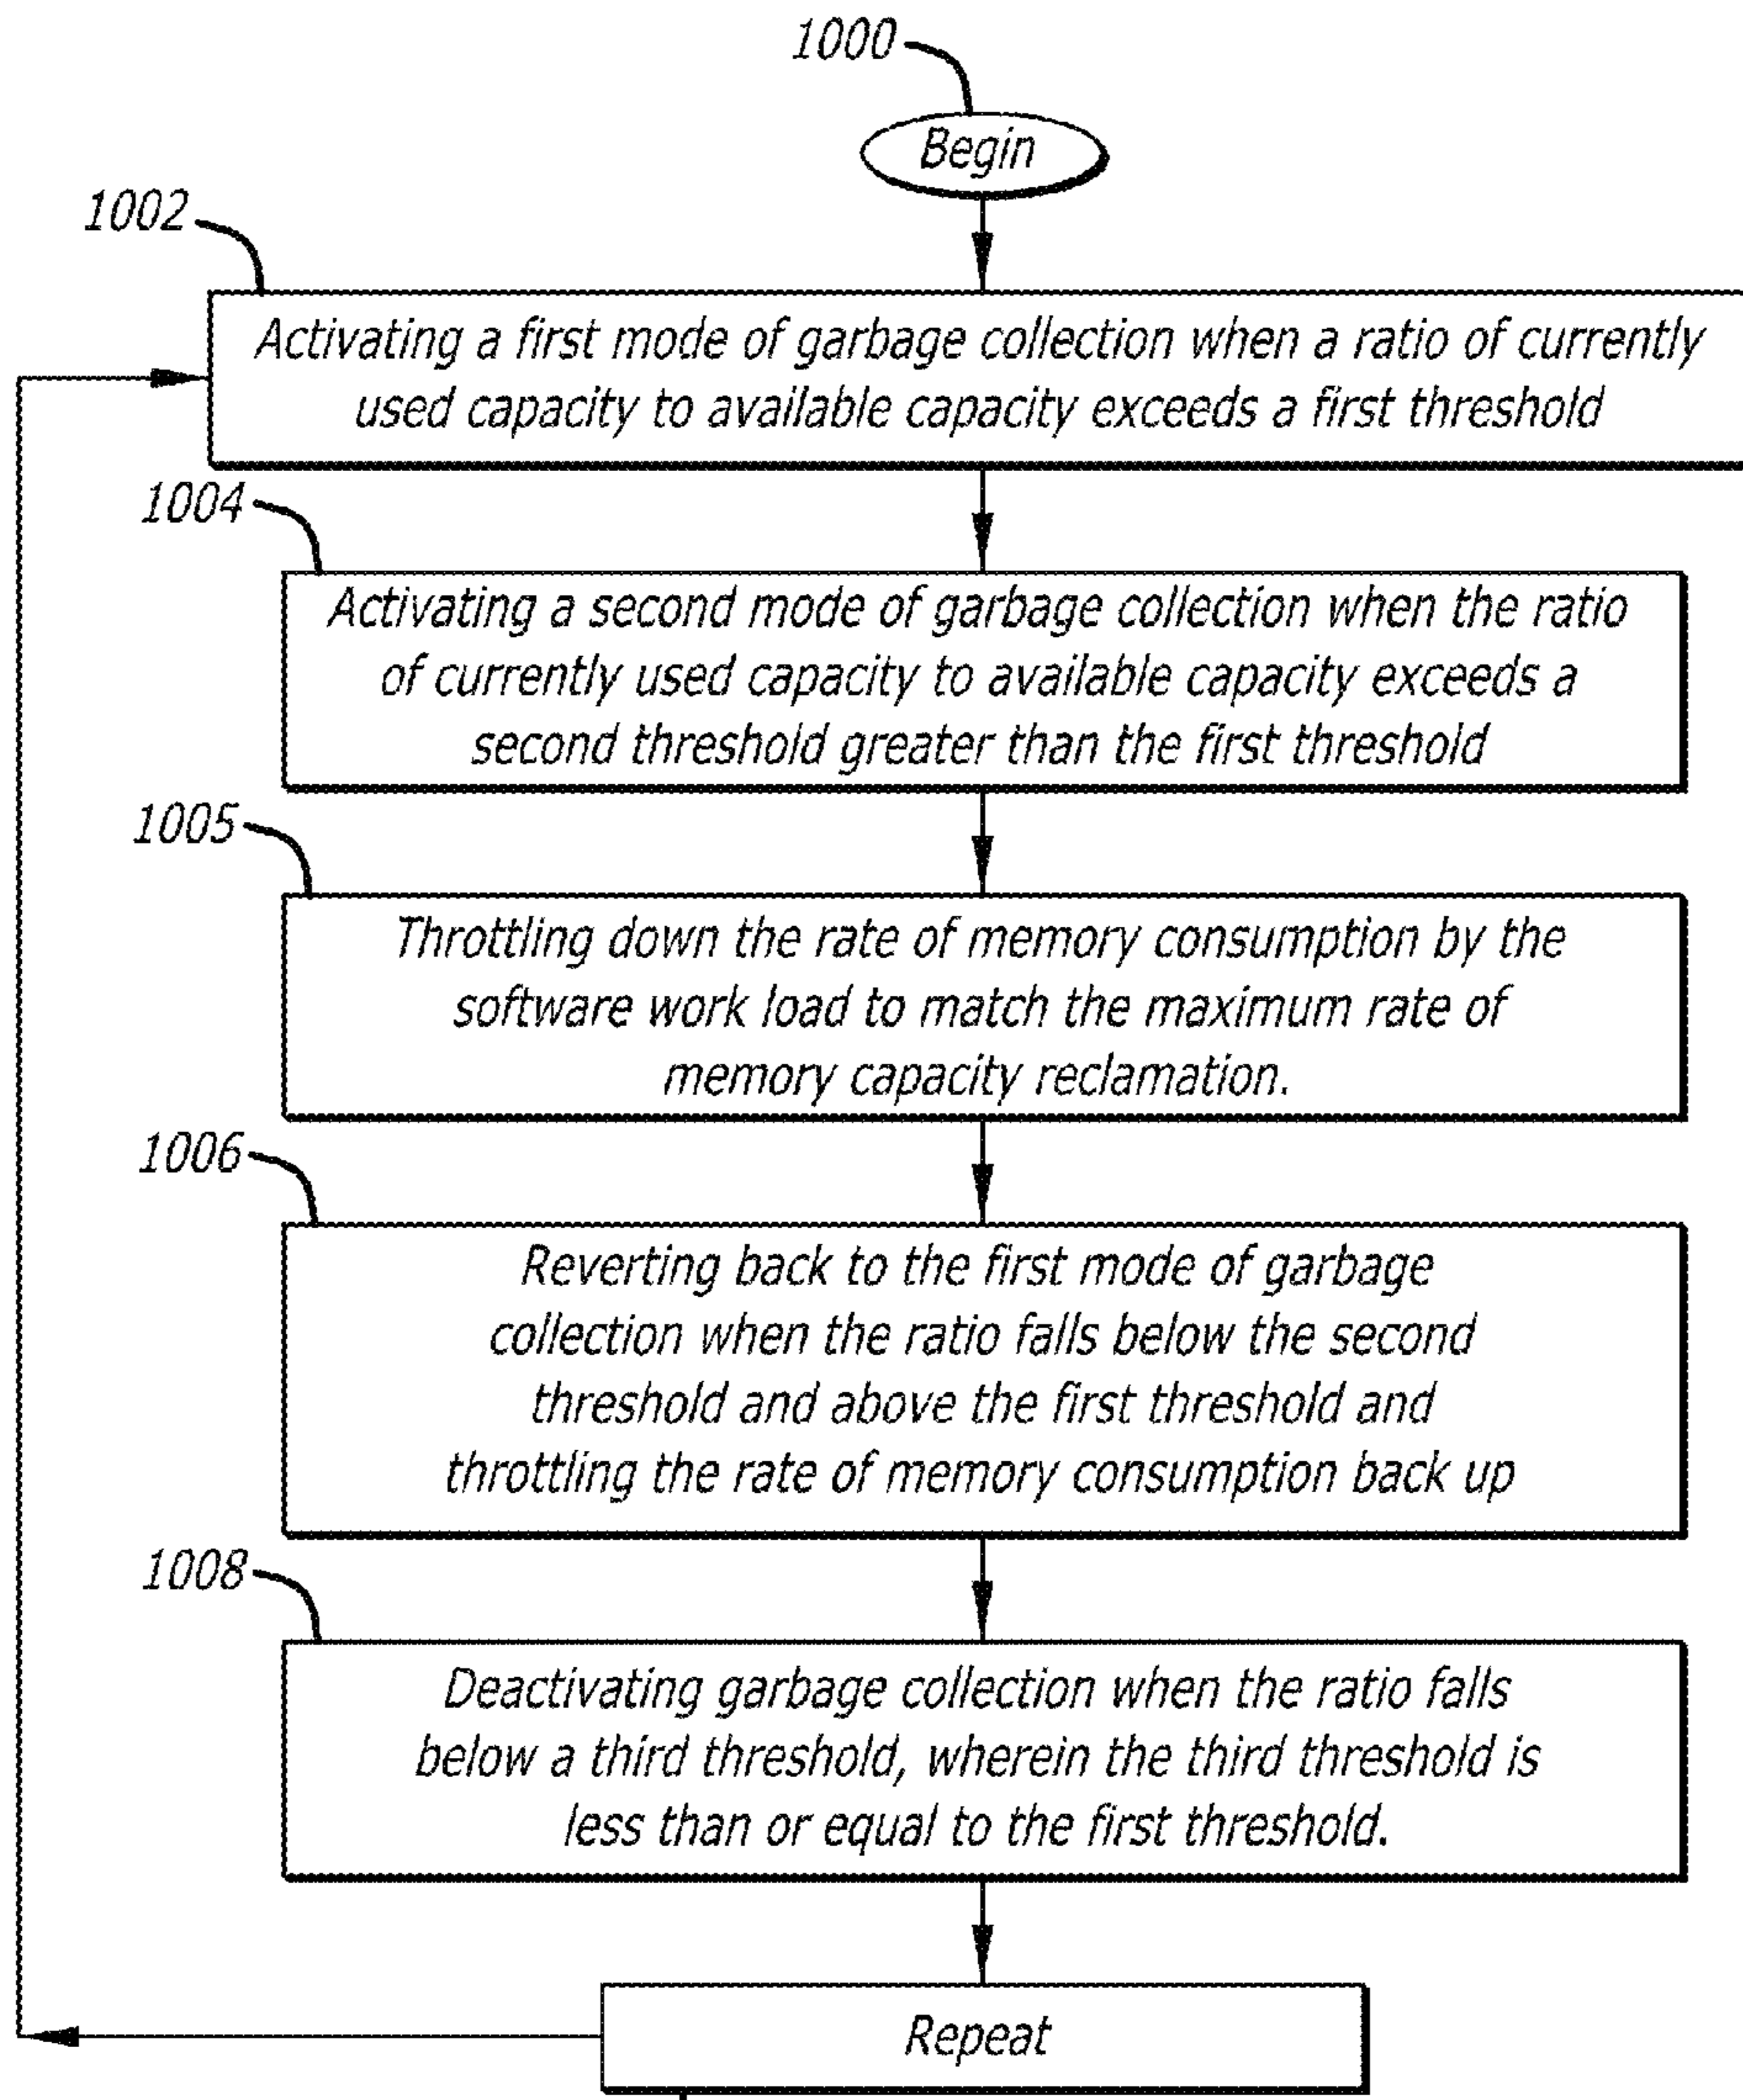 1000
Begin
1002
Activating a first mode of garbage collection when a ratio of currently
used capacity to available capacity exceeds a first threshold
1004
Activating a second mode of garbage collection when the ratio
of currently used capacity to available capacity exceeds a
second threshold greater than the first threshold
1005
Throttling down the rate of memory consumption by the
software work load to match the maximum rate of
memory capacity reclamation.
1006
Reverting back to the first mode of garbage
collection when the ratio falls below the second
threshold and above the first threshold and
throttling the rate of memory consumption back up
1008
Deactivating garbage collection when the ratio falls
below a third threshold, wherein the third threshold is
less than or equal to the first threshold.
Repeat